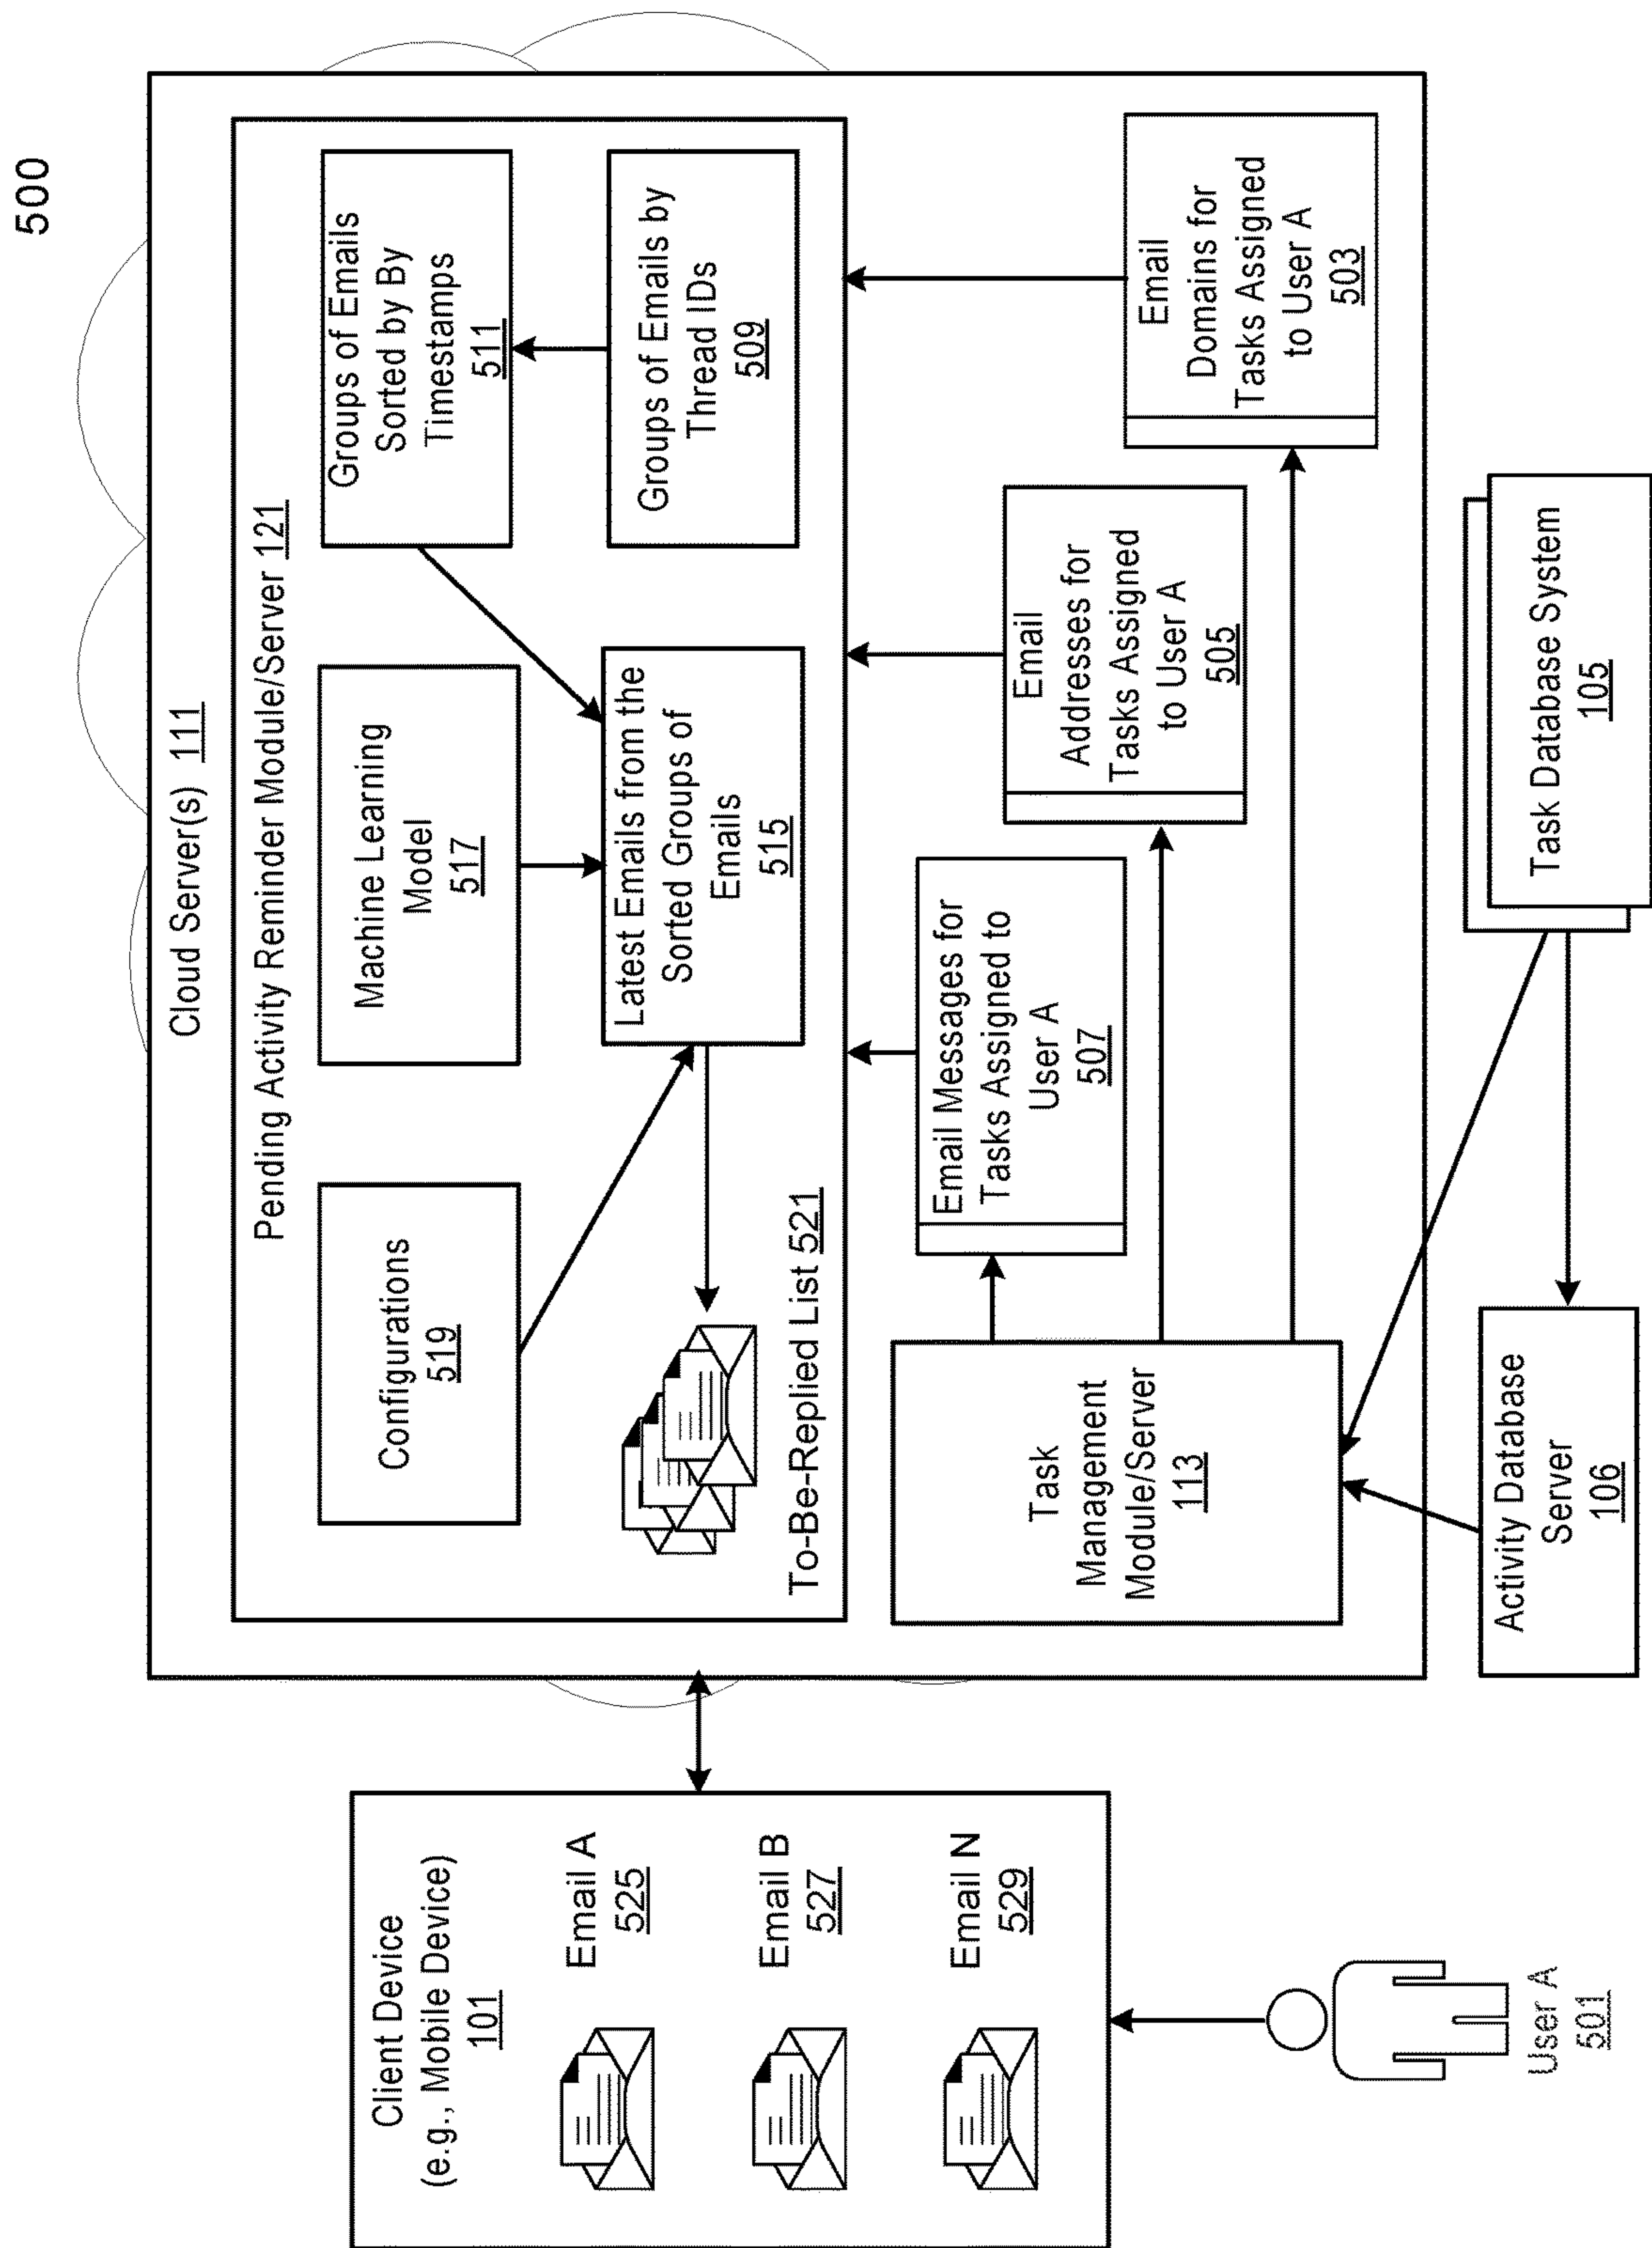 500
Cloud Server(s) 111
Pending Activity Reminder Module/Server 121
Configurations
519
Machine Learning
Model
517
Groups of Emails
Sorted by By
Timestamps
511
Latest Emails from the
Sorted Groups of
Emails
515
Groups of Emails by
Thread IDs
509
To-Be-Replied List 521
Client Device
(e.g., Mobile Device)
101
Email A
525
Email B
527
Email N
529
User A
501
Task
Management
Module/Server
113
Email Messages for
Tasks Assigned to
User A
507
Email
Addresses for
Tasks Assigned
to User A
505
Email
Domains for
Tasks Assigned
to User A
503
Activity Database
Server
106
Task Database System
105